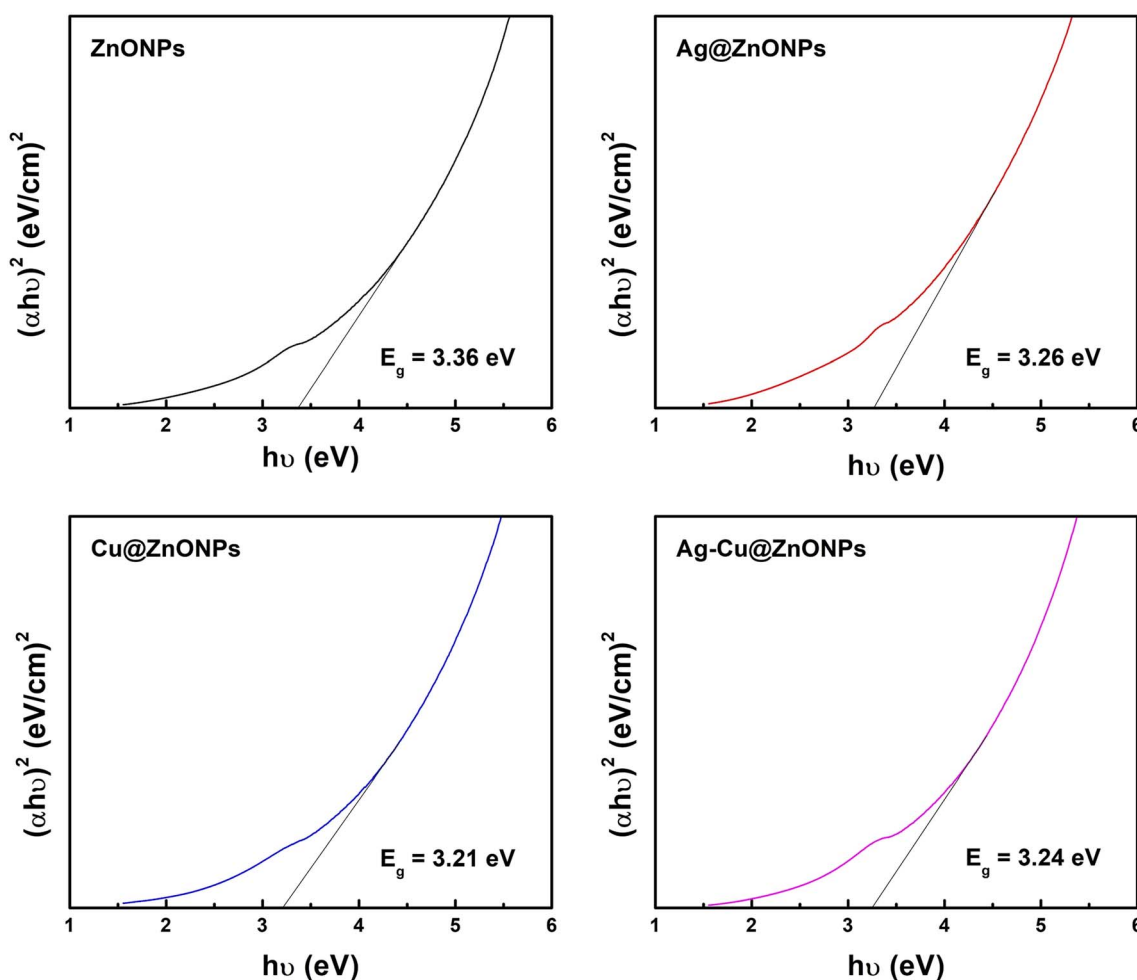 ZnONPs
(αhυ)² (eV/cm)²
E_g = 3.36 eV
1 2 3 4 5 6
hυ (eV)
Ag@ZnONPs
(αhυ)² (eV/cm)²
E_g = 3.26 eV
1 2 3 4 5 6
hυ (eV)
Cu@ZnONPs
(αhυ)² (eV/cm)²
E_g = 3.21 eV
1 2 3 4 5 6
hυ (eV)
Ag-Cu@ZnONPs
(αhυ)² (eV/cm)²
E_g = 3.24 eV
1 2 3 4 5 6
hυ (eV)